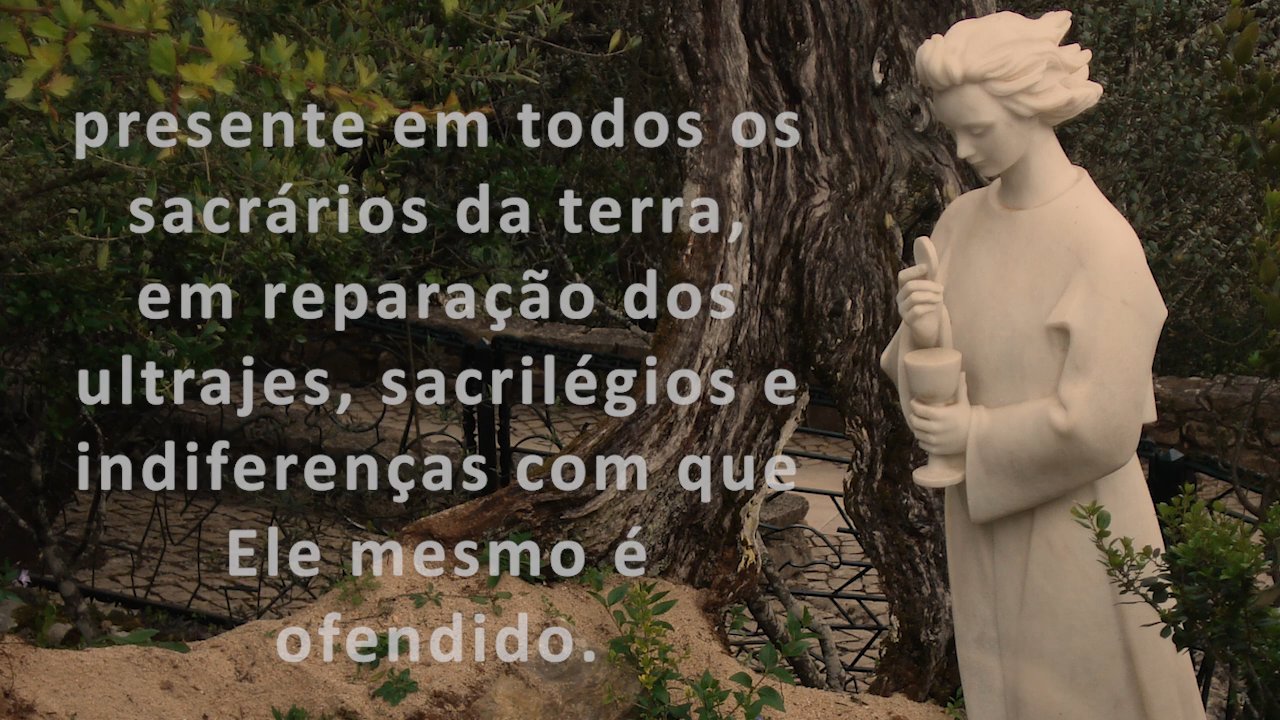 presente em todos os
sacrários da terra,
em reparação dos
ultrajes, sacrilégios e
indiferenças com que
Ele mesmo é
ofendido.